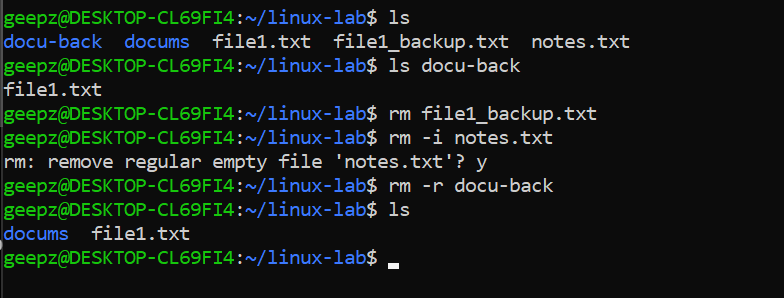 geepz@DESKTOP-CL69FI4:~/linux-lab$ ls
docu-back  docums  file1.txt  file1_backup.txt  notes.txt
geepz@DESKTOP-CL69FI4:~/linux-lab$ ls docu-back
file1.txt
geepz@DESKTOP-CL69FI4:~/linux-lab$ rm file1_backup.txt
geepz@DESKTOP-CL69FI4:~/linux-lab$ rm -i notes.txt
rm: remove regular empty file 'notes.txt'? y
geepz@DESKTOP-CL69FI4:~/linux-lab$ rm -r docu-back
geepz@DESKTOP-CL69FI4:~/linux-lab$ ls
docums  file1.txt
geepz@DESKTOP-CL69FI4:~/linux-lab$